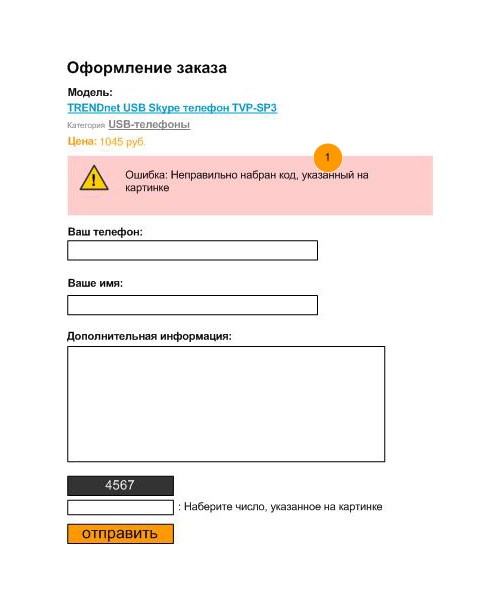 Оформление заказа
Модель:
TRENDnet USB Skype телефон TVP-SP3
Категория USB-телефоны
Цена: 1045 руб.
1
Ошибка: Неправильно набран код, указанный на
картинке
Ваш телефон:
Ваше имя:
Дополнительная информация:
4567
: Наберите число, указанное на картинке
отправить